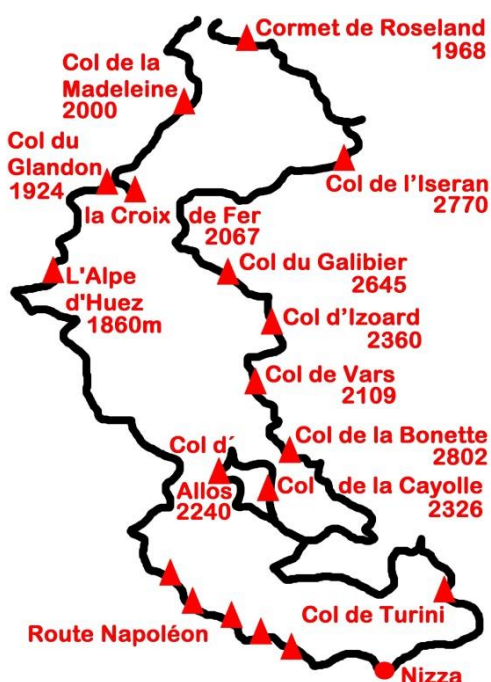 Cormet de Roseland
1968
Col de la
Madeleine
2000
Col du
Glandon
1924
la Croix de Fer
2067
Col de l'Iseran
2770
L'Alpe
d'Huez
1860m
Col du Galibier
2645
Col d'Izoard
2360
Col de Vars
2109
Col de la Bonette
2802
Col d´
Allos
2240
Col de la Cayolle
2326
Col de Turini
Route Napoléon
Nizza